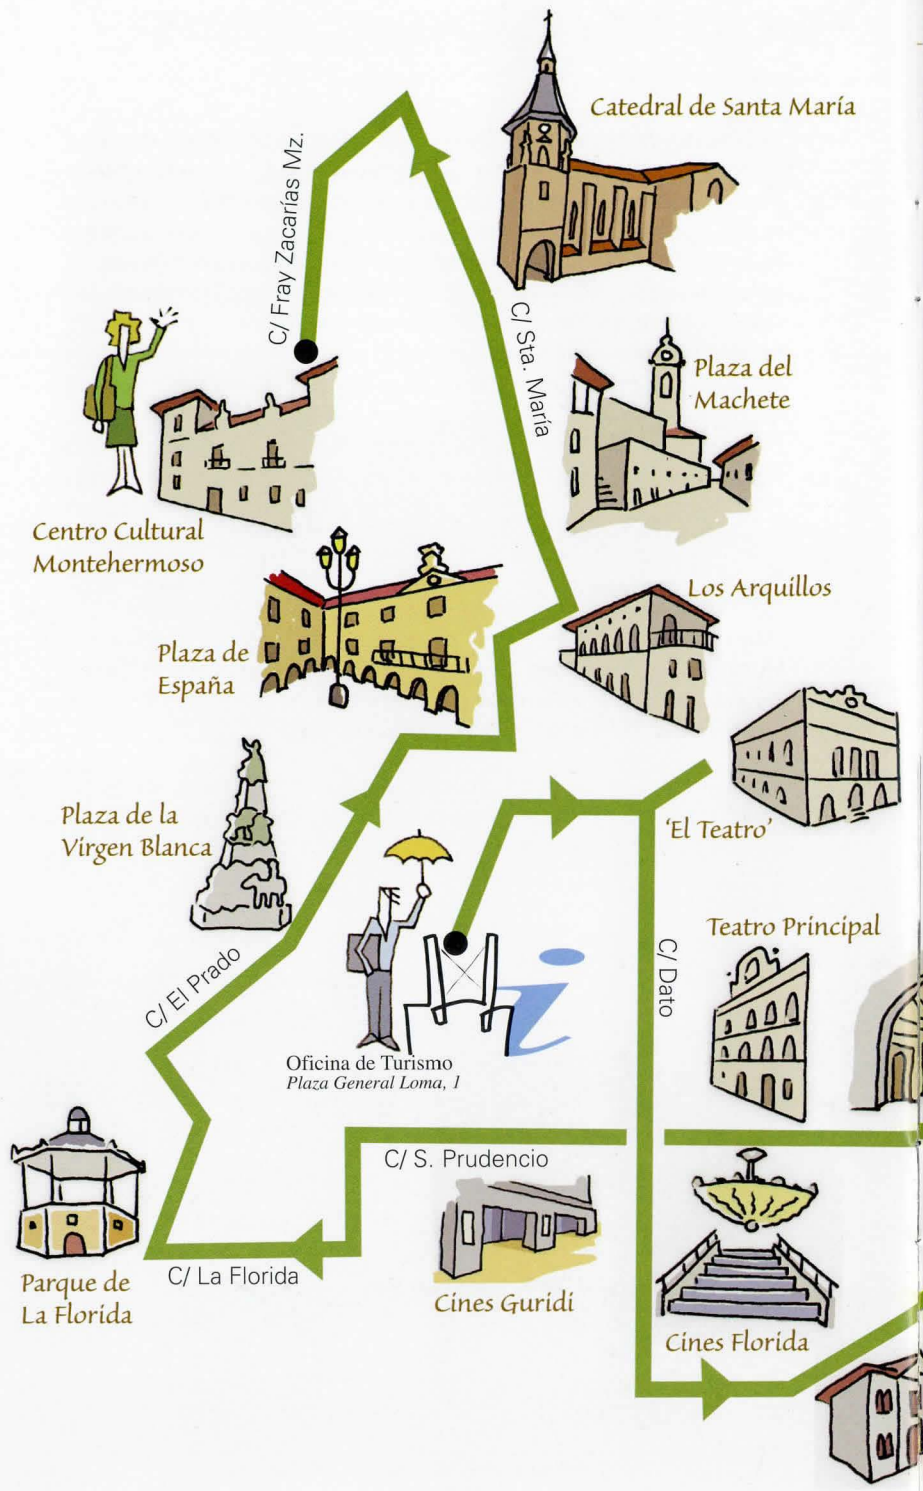 Catedral de Santa María
C/ Fray Zacarías Mz.
C/ Sta. María
Plaza del
Machete
Centro Cultural
Montehermoso
Los Arquillos
Plaza de
España
Plaza de la
Virgen Blanca
'El Teatro'
Teatro Principal
C/ El Prado
C/ Dato
i
Oficina de Turismo
Plaza General Loma, 1
C/ S. Prudencio
C/ La Florida
Parque de
La Florida
Cines Guridi
Cines Florida